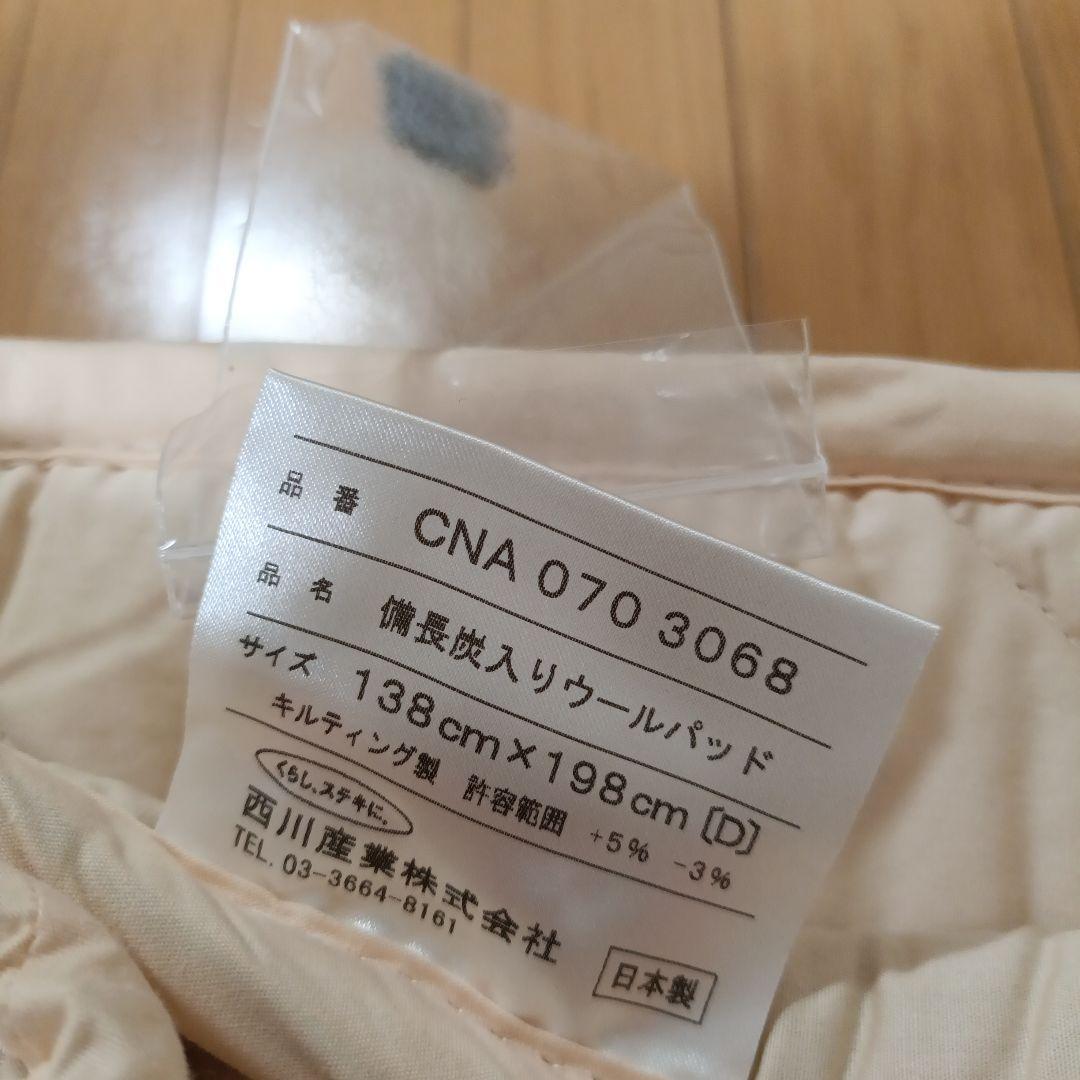 品番 CNA 070 3068
品名 備長炭入りウールパッド
サイズ 138cm×198cm〔D〕
キルティング製 許容範囲 +5% -3%
くらし、ステキに。
西川産業株式会社
TEL. 03-3664-8161
日本製